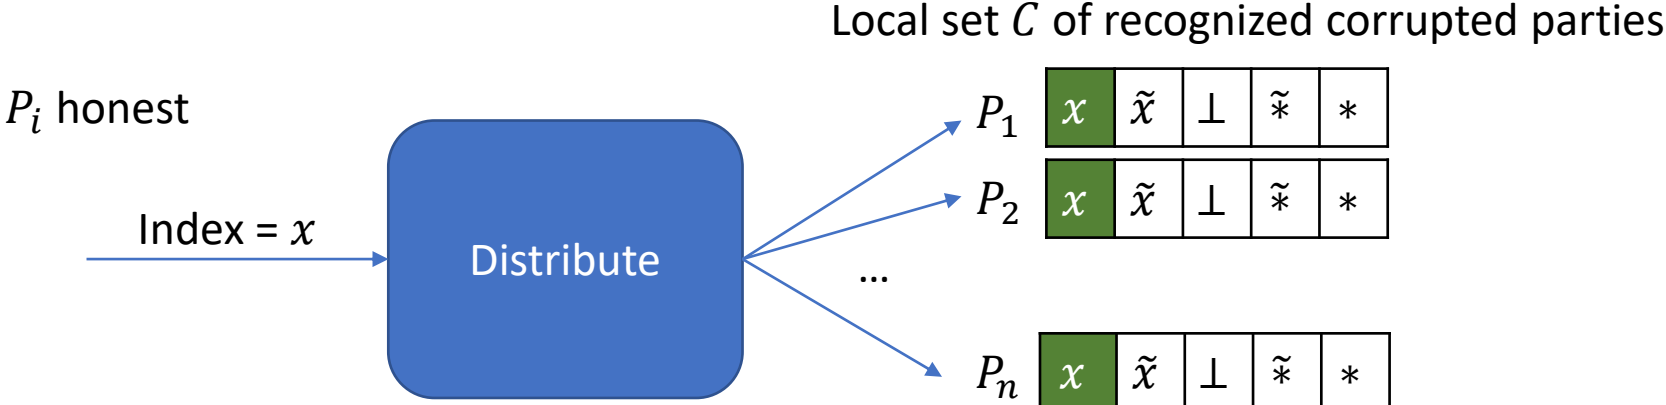 Local set C of recognized corrupted parties
P_i honest
P_1 x x̃ ⊥ ∗̃ ∗
P_2 x x̃ ⊥ ∗̃ ∗
Index = x
Distribute
...
P_n x x̃ ⊥ ∗̃ ∗